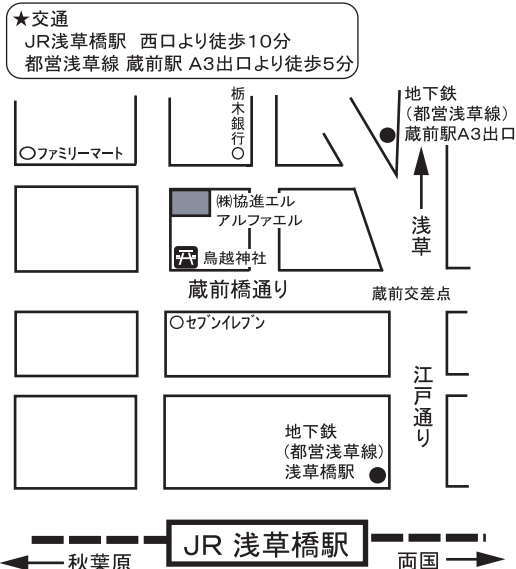 ★交通
JR浅草橋駅 西口より徒歩10分
都営浅草線 蔵前駅 A3出口より徒歩5分
地下鉄
(都営浅草線)
蔵前駅A3出口
栃木銀行
ファミリーマート
㈱協進エル
アルファエル
浅草
鳥越神社
蔵前橋通り
蔵前交差点
セブンイレブン
江戸通り
地下鉄
(都営浅草線)
浅草橋駅
JR 浅草橋駅
秋葉原
両国